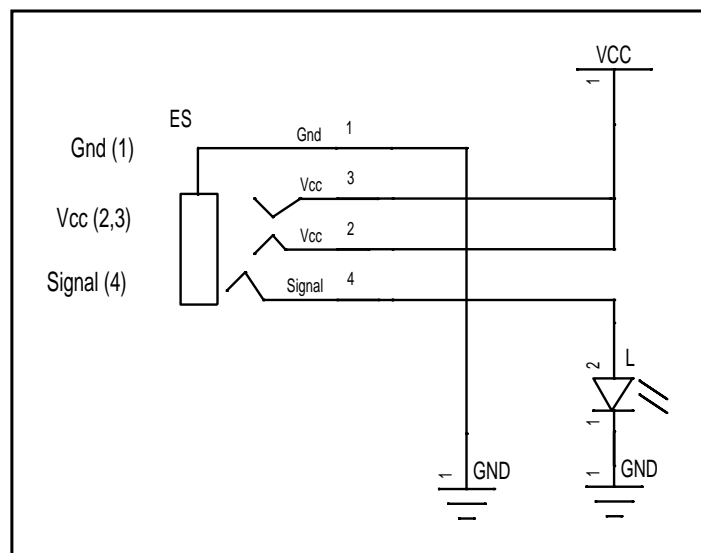 VCC
1
ES
Gnd (1)
Gnd 1
Vcc 3
Vcc (2,3)
Vcc 2
Signal (4)
Signal 4
2 L
1
1 GND
1 GND